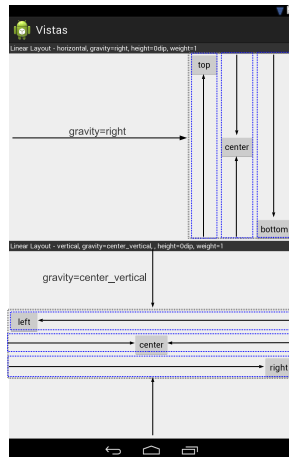 Vistas
Linear Layout - horizontal, gravity=right, height=0dip, weight=1
top
gravity=right
center
bottom
Linear Layout - vertical, gravity=center_vertical, , height=0dip, weight=1
gravity=center_vertical
left
center
right